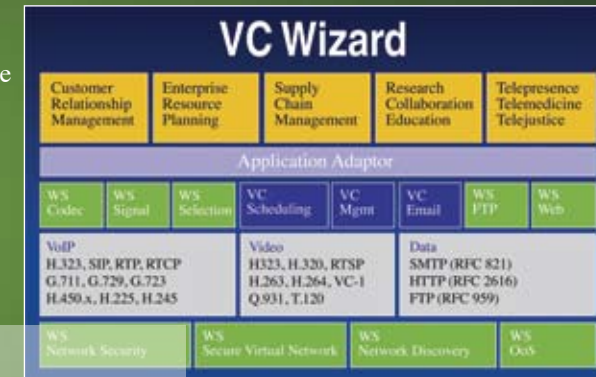 e
VC Wizard
Customer Relationship Management
Enterprise Resource Planning
Supply Chain Management
Research Collaboration Education
Telepresence Telemedicine Telejustice
Application Adaptor
WS Codec
WS Signal
WS Selection
VC Scheduling
VC Mgmt
VC Email
WS FTP
WS Web
VoIP
H.323, SIP, RTP, RTCP
G.711, G.729, G.723
H.450.x, H.225, H.245
Video
H323, H.320, RTSP
H.263, H.264, VC-1
Q.931, T.120
Data
SMTP (RFC 821)
HTTP (RFC 2616)
FTP (RFC 959)
WS Network Security
WS Secure Virtual Network
WS Network Discovery
WS QoS